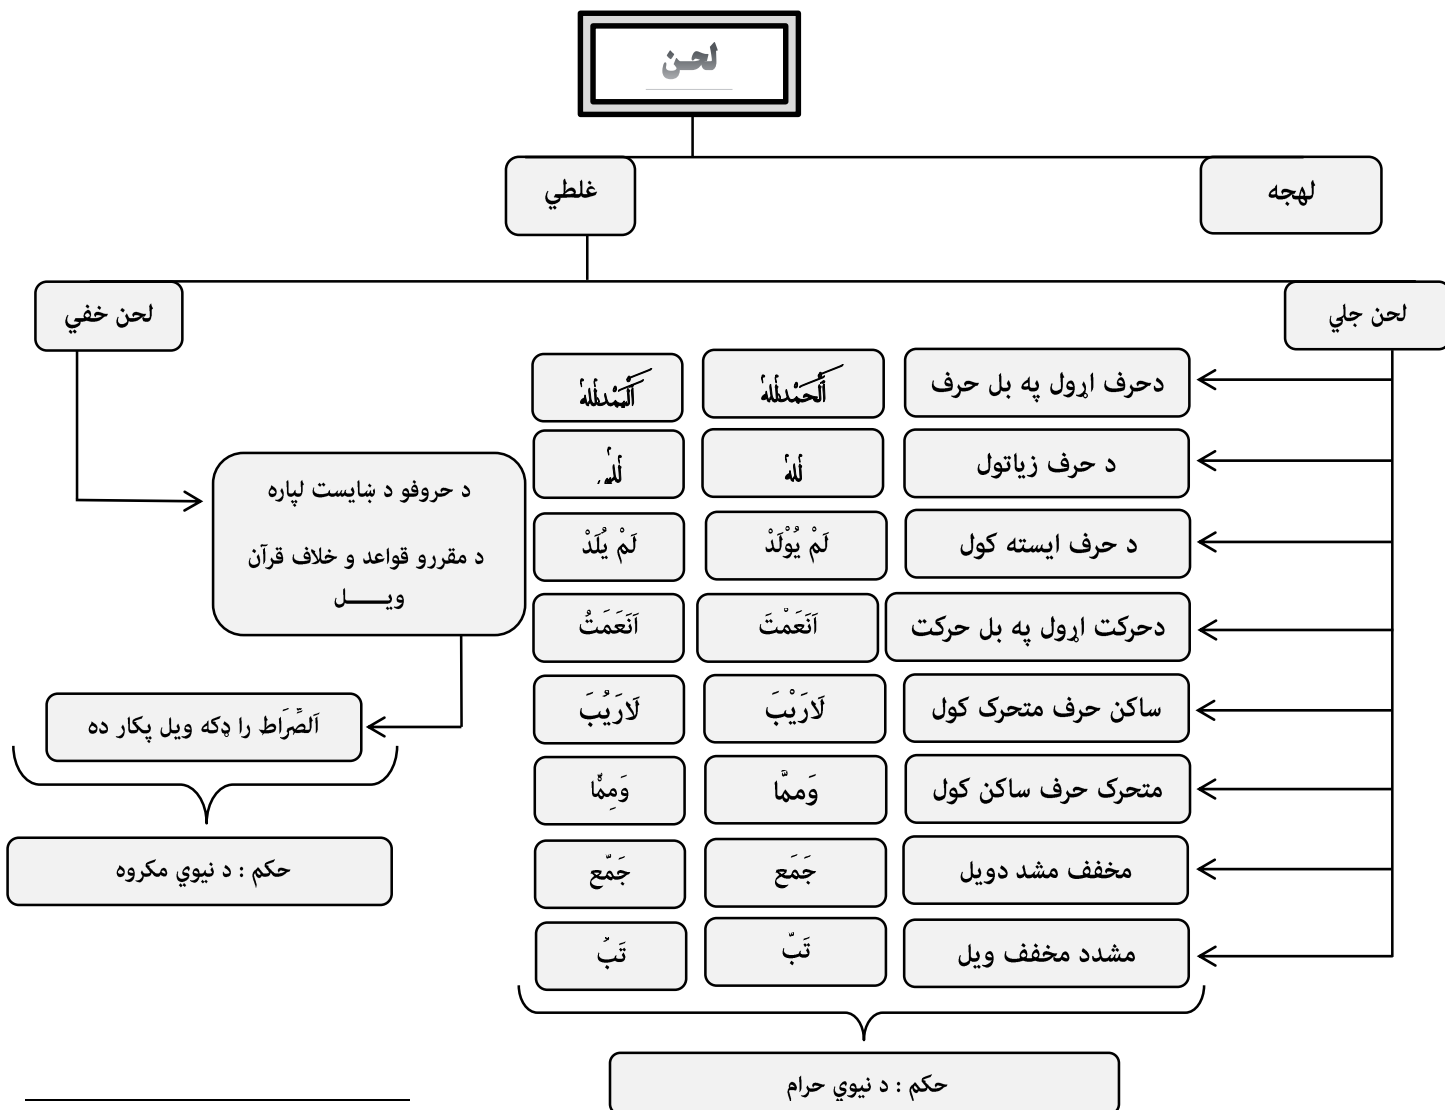 لحن
لهجه
غلطي
لحن جلي
لحن خفي
دحرف اړول په بل حرف
د حرف زیاتول
د حرف ایسته کول
لَمْ یُوْلَدْ
لَمْ یُلَدْ
دحرکت اړول په بل حرکت
اَنَعَمْتَ
اَنَعَمَتُ
ساکن حرف متحرک کول
لَارَیْبَ
لَارَیُبَ
متحرک حرف ساکن کول
وَممَّا
مخفف مشد دویل
جَمَع
جَمّع
مشدد مخفف ویل
تَبّ
حکم : د نیوي حرام
د حروفو د ښایست لپاره
د مقررو قواعد و خلاف قرآن
ویـــــل
اَلصِّرَاط را ډکه ویل پکار ده
حکم : د نیوي مکروه